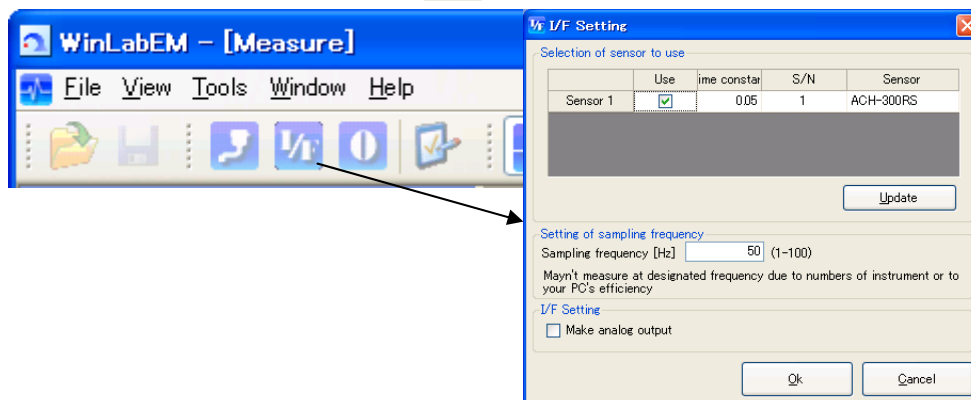 WinLabEM - [Measure]
File View Tools Window Help
I/F
I/F I/F Setting
Selection of sensor to use
Use ime constar S/N Sensor
Sensor 1 0.05 1 ACH-300RS
Update
Setting of sampling frequency
Sampling frequency [Hz] 50 (1-100)
Mayn't measure at designated frequency due to numbers of instrument or to
your PC's efficiency
I/F Setting
Make analog output
Ok Cancel